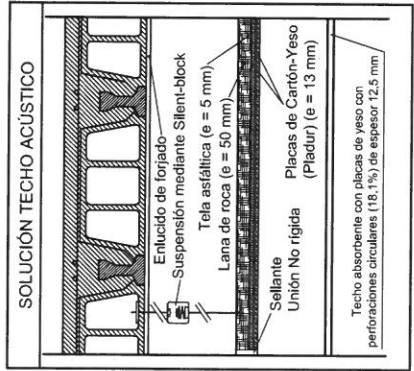 SOLUCIÓN TECHO ACÚSTICO
Enlucido de forjado
Suspensión mediante Silent-block
Tela asfáltica (e = 5 mm)
Lana de roca (e = 50 mm)
Sellante
Unión No rígida
Placas de Cartón-Yeso
(Pladur) (e = 13 mm)
Techo absorbente con placas de yeso con
perforaciones circulares (18,1%) de espesor 12,5 mm